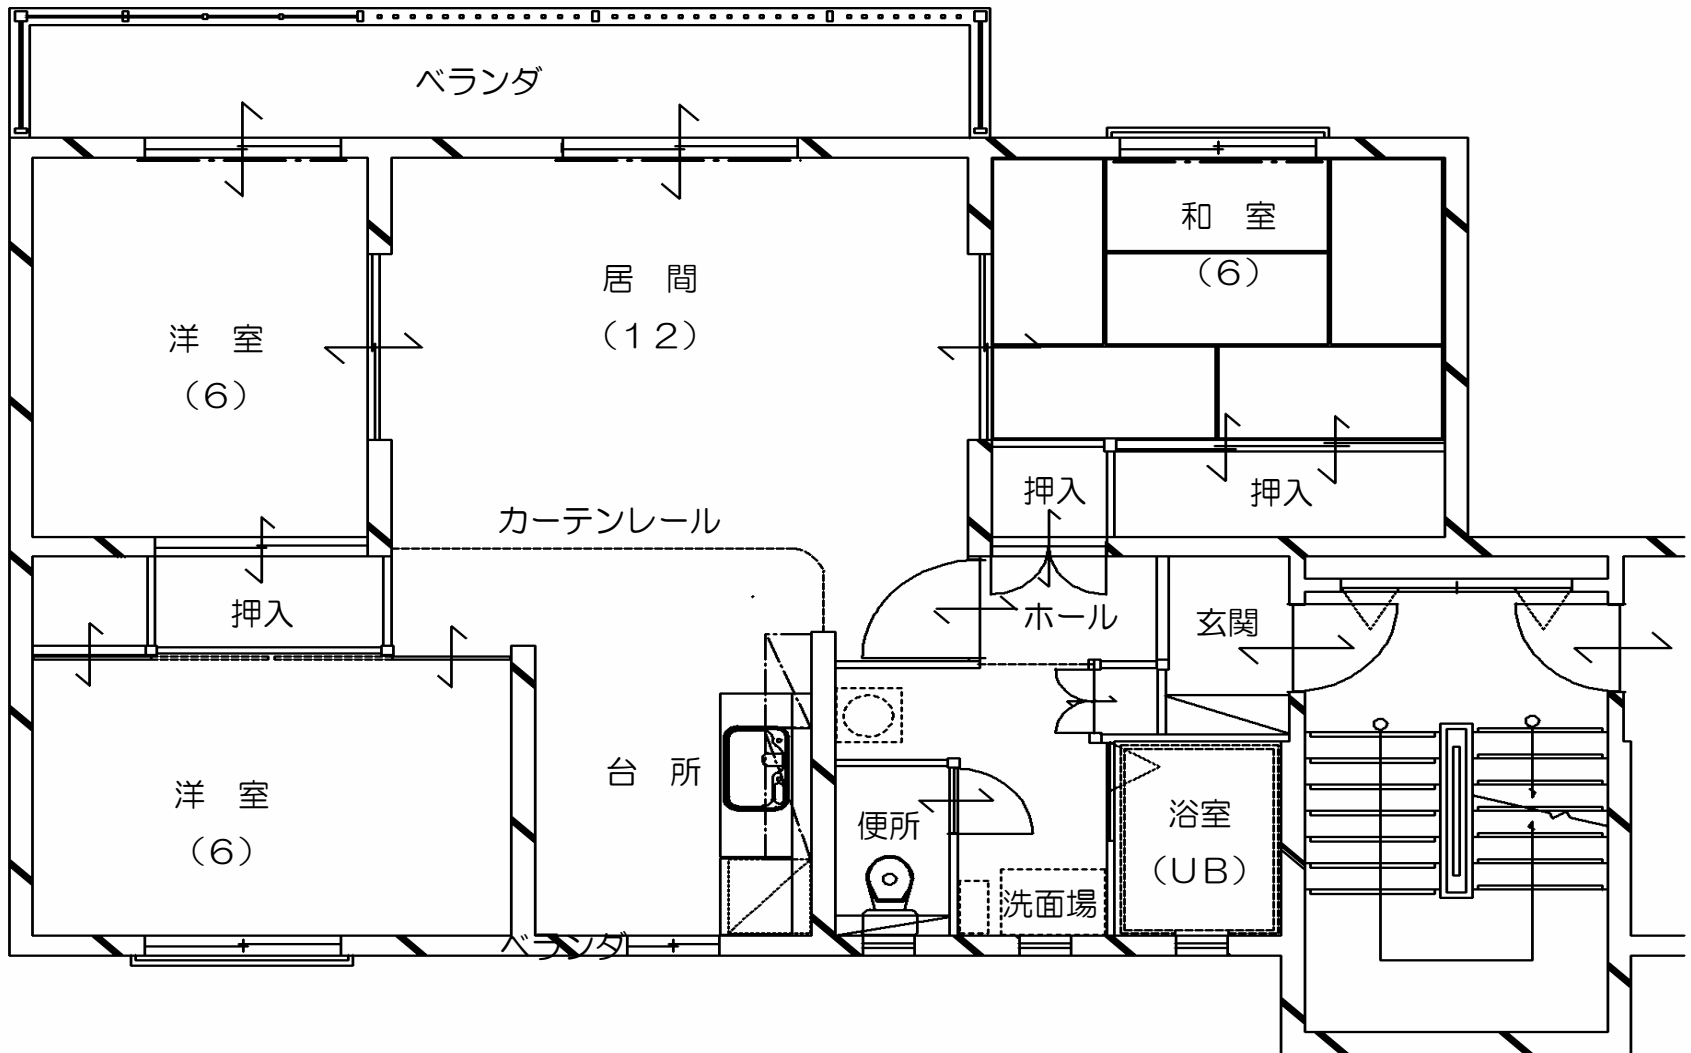 ベランダ
和 室
(6)
居 間
(12)
洋 室
(6)
押入
押入
カーテンレール
押入
ホール
玄関
台 所
洋 室
(6)
便所
浴室
(UB)
洗面場
ベランダ